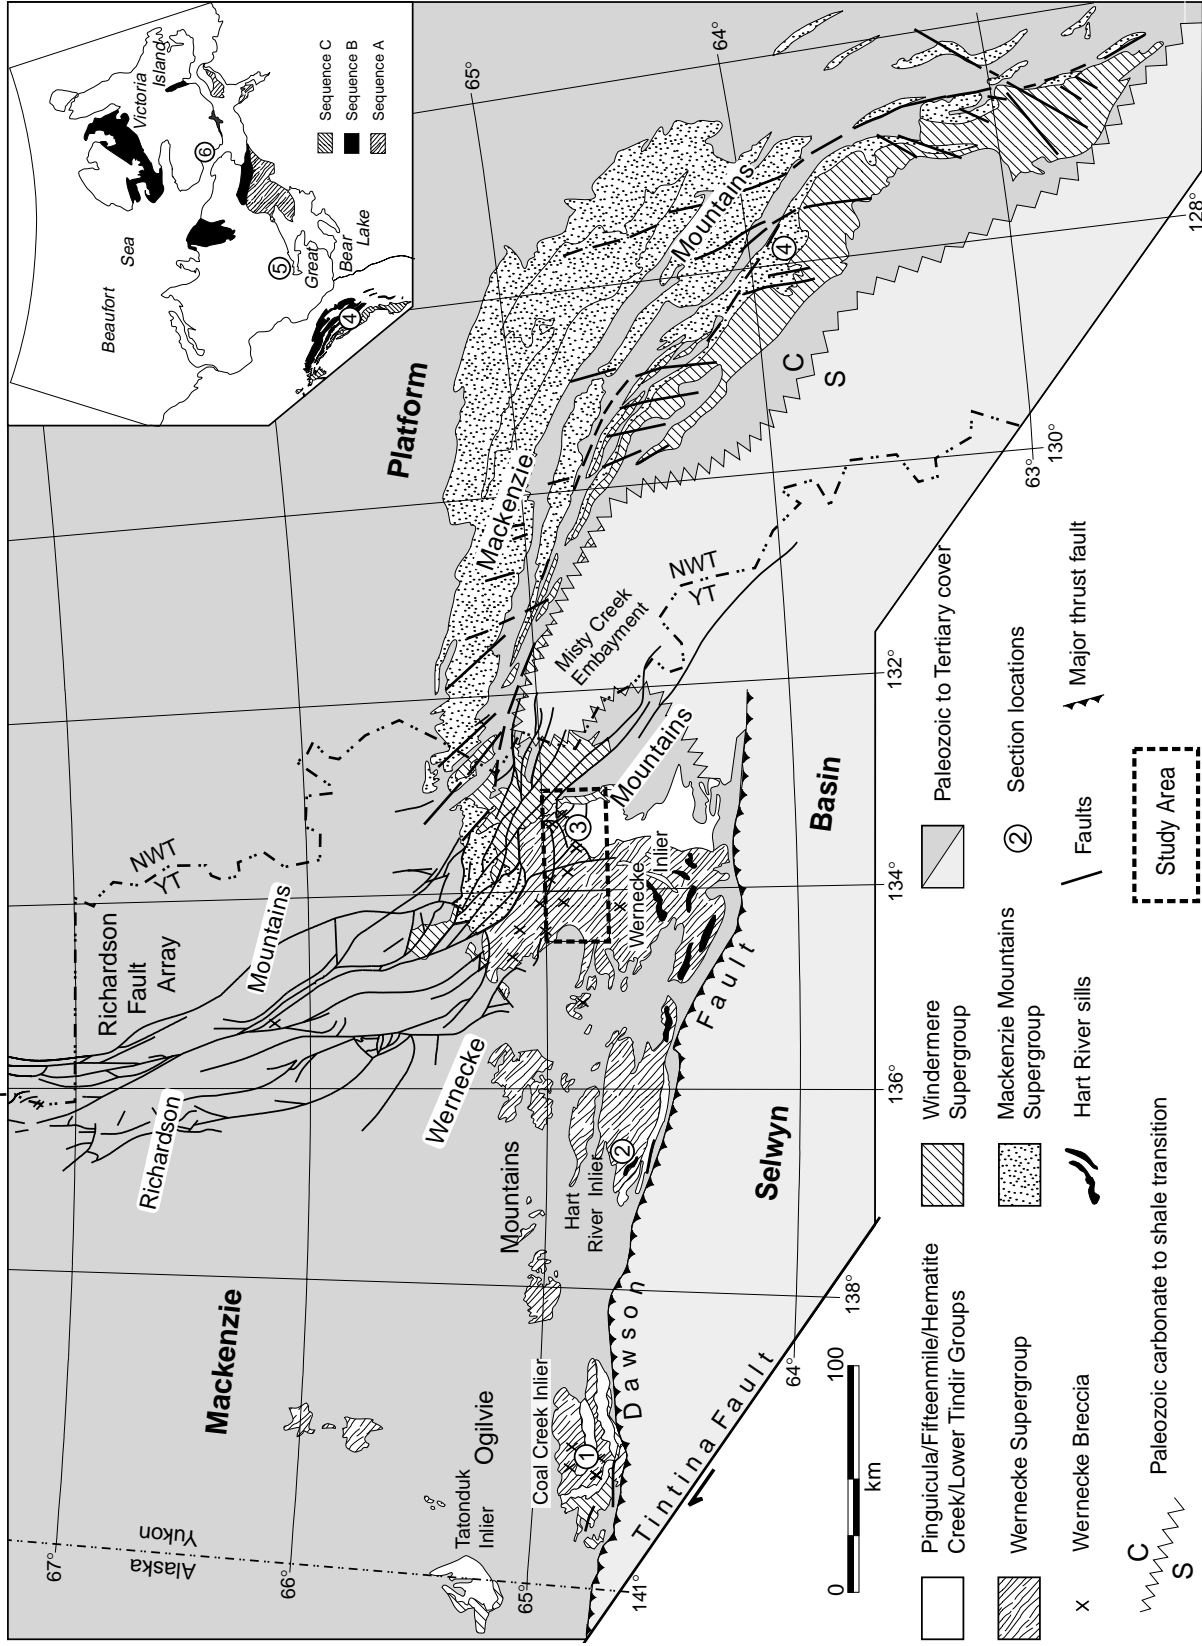 Mackenzie
Platform
Selwyn
Basin
Richardson
Mountains
Richardson
Fault
Array
NWT
YT
Wernecke
Mountains
Mackenzie
Mountains
Misty Creek
Embayment
NWT
YT
C
S
Alaska
Yukon
Tatonduk
Inlier
Ogilvie
Mountains
Coal Creek Inlier
Hart
River Inlier
Wernecke
Inlier
Dawson
Fault
Tintina Fault
1
2
3
4
67°
66°
65°
64°
141°
138°
136°
134°
132°
130°
128°
63°
65°
64°
0
100
km
Beaufort
Sea
Victoria
Island
Great
Bear
Lake
4
5
6
Sequence C
Sequence B
Sequence A
Pinguicula/Fifteenmile/Hematite
Creek/Lower Tindir Groups
Wernecke Supergroup
x
Wernecke Breccia
C
S
Paleozoic carbonate to shale transition
Windermere
Supergroup
Mackenzie Mountains
Supergroup
Hart River sills
Paleozoic to Tertiary cover
2
Section locations
Faults
Major thrust fault
Study Area